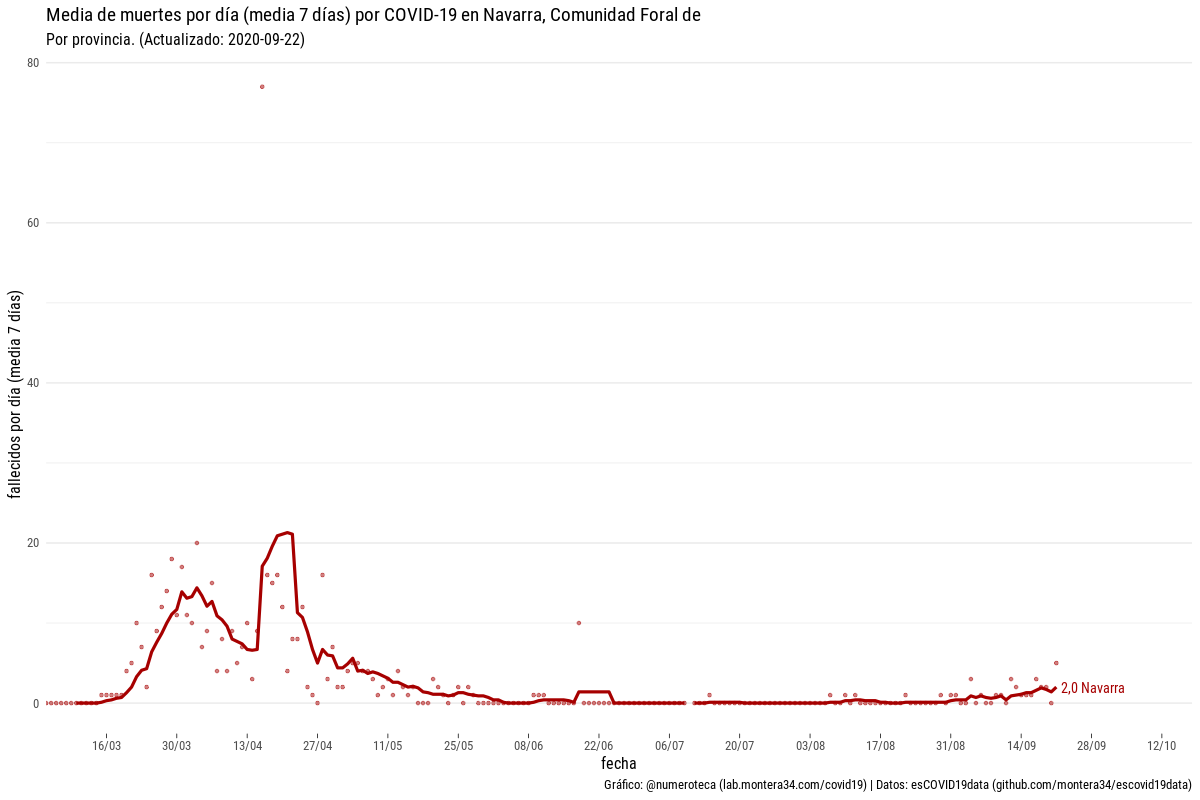 Media de muertes por día (media 7 días) por COVID-19 en Navarra, Comunidad Foral de
Por provincia. (Actualizado: 2020-09-22)
80
60
40
20
0
fallecidos por día (media 7 días)
2,0 Navarra
16/03 30/03 13/04 27/04 11/05 25/05 08/06 22/06 06/07 20/07 03/08 17/08 31/08 14/09 28/09 12/10
fecha
Gráfico: @numeroteca (lab.montera34.com/covid19) | Datos: esCOVID19data (github.com/montera34/escovid19data)